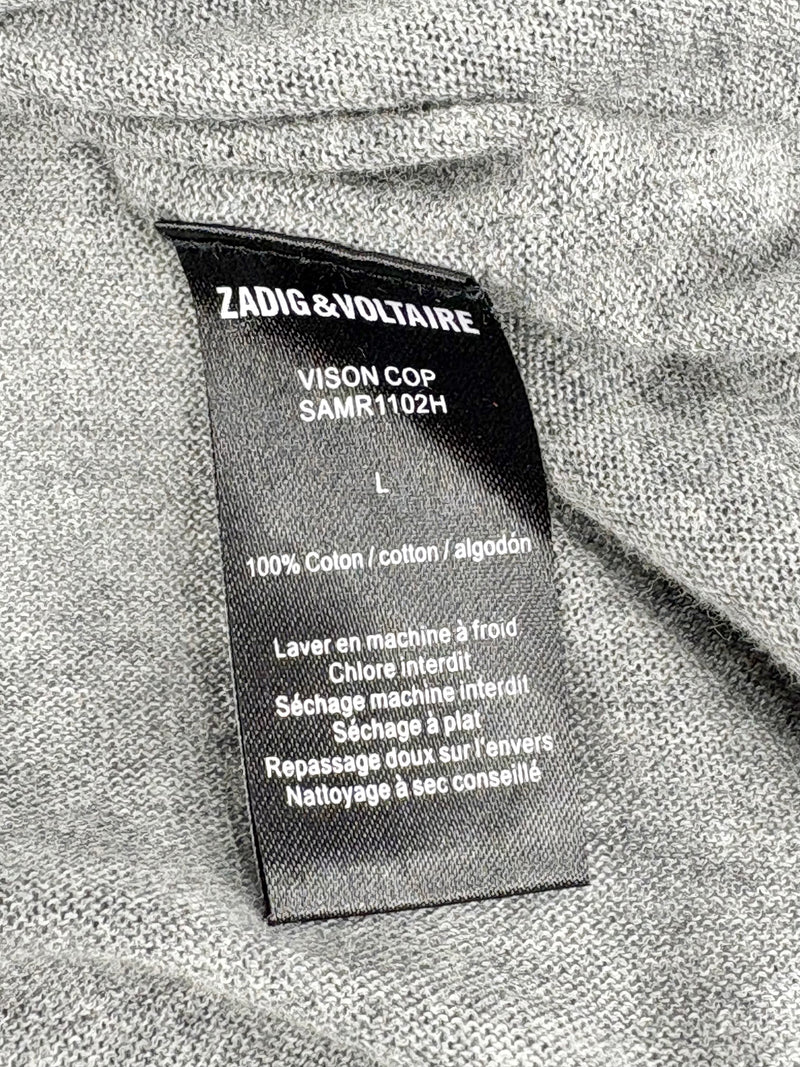 ZADIG&VOLTAIRE
VISON COP
SAMR1102H
L
100% Coton / cotton / algodón
Laver en machine à froid
Chlore interdit
Séchage machine interdit
Séchage à plat
Repassage doux sur l'envers
Nattoyage à sec conseillé